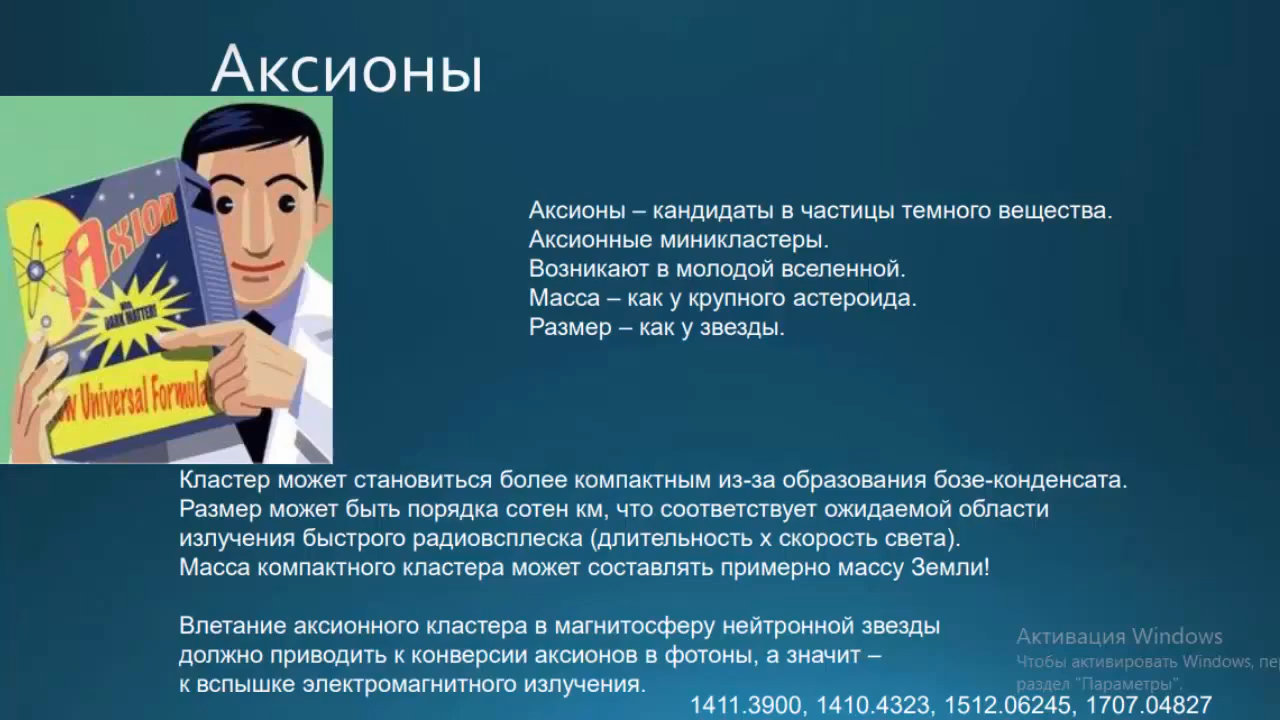 Аксионы
Axion
DARK MATTER!
New Universal Formula
Аксионы – кандидаты в частицы темного вещества.
Аксионные миникластеры.
Возникают в молодой вселенной.
Масса – как у крупного астероида.
Размер – как у звезды.
Кластер может становиться более компактным из-за образования бозе-конденсата.
Размер может быть порядка сотен км, что соответствует ожидаемой области
излучения быстрого радиовсплеска (длительность х скорость света).
Масса компактного кластера может составлять примерно массу Земли!
Влетание аксионного кластера в магнитосферу нейтронной звезды
должно приводить к конверсии аксионов в фотоны, а значит –
к вспышке электромагнитного излучения.
Активация Windows
Чтобы активировать Windows, пе
раздел "Параметры".
1411.3900, 1410.4323, 1512.06245, 1707.04827